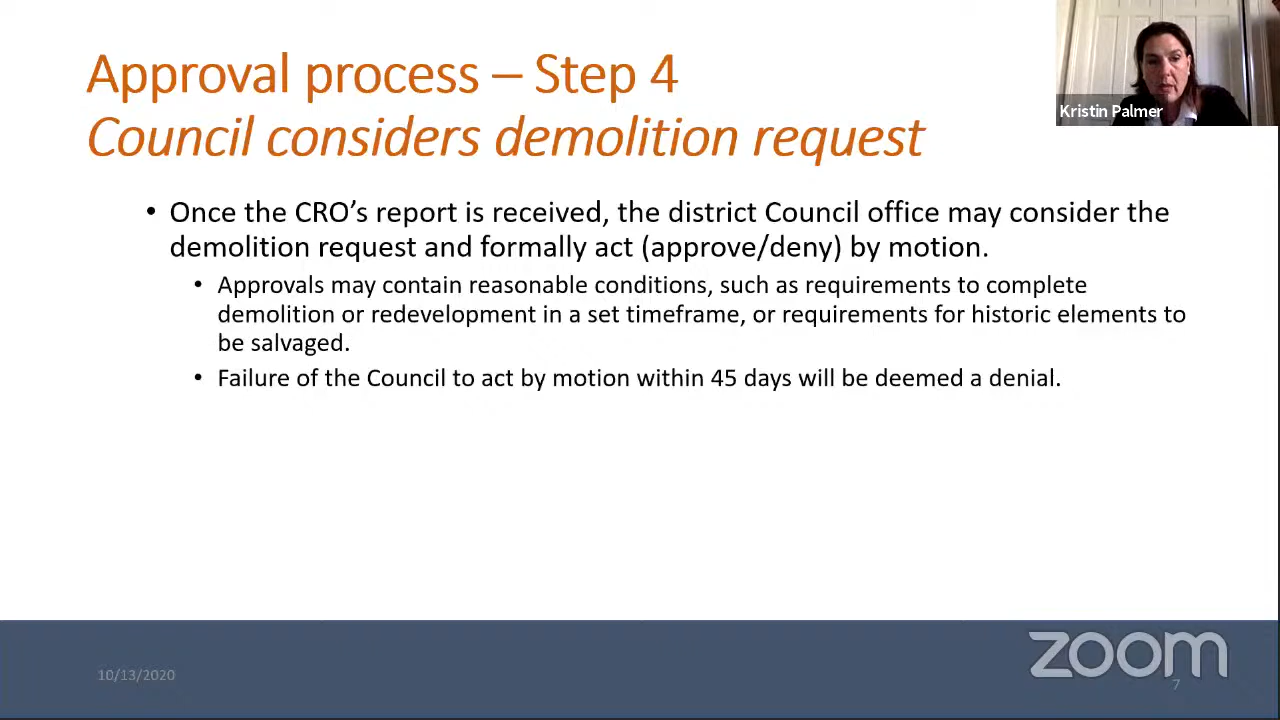 Approval process – Step 4
Council considers demolition request
Kristin Palmer
• Once the CRO’s report is received, the district Council office may consider the
demolition request and formally act (approve/deny) by motion.
• Approvals may contain reasonable conditions, such as requirements to complete
demolition or redevelopment in a set timeframe, or requirements for historic elements to
be salvaged.
• Failure of the Council to act by motion within 45 days will be deemed a denial.
10/13/2020
zoom
7